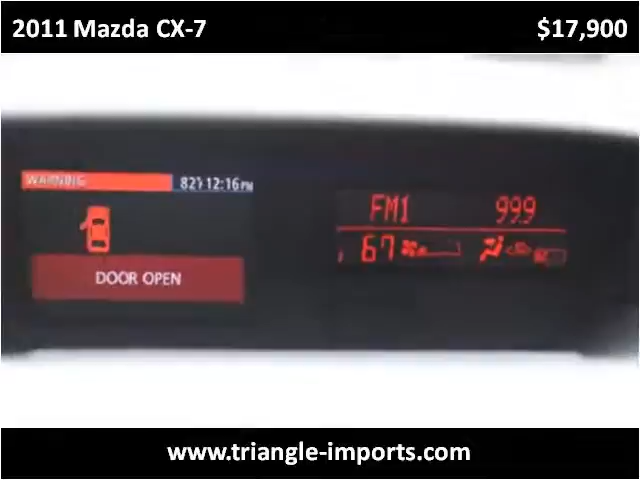 2011 Mazda CX-7 $17,900
WARNING 82°F 12:16PM
FM1 99.9
67
DOOR OPEN
www.triangle-imports.com